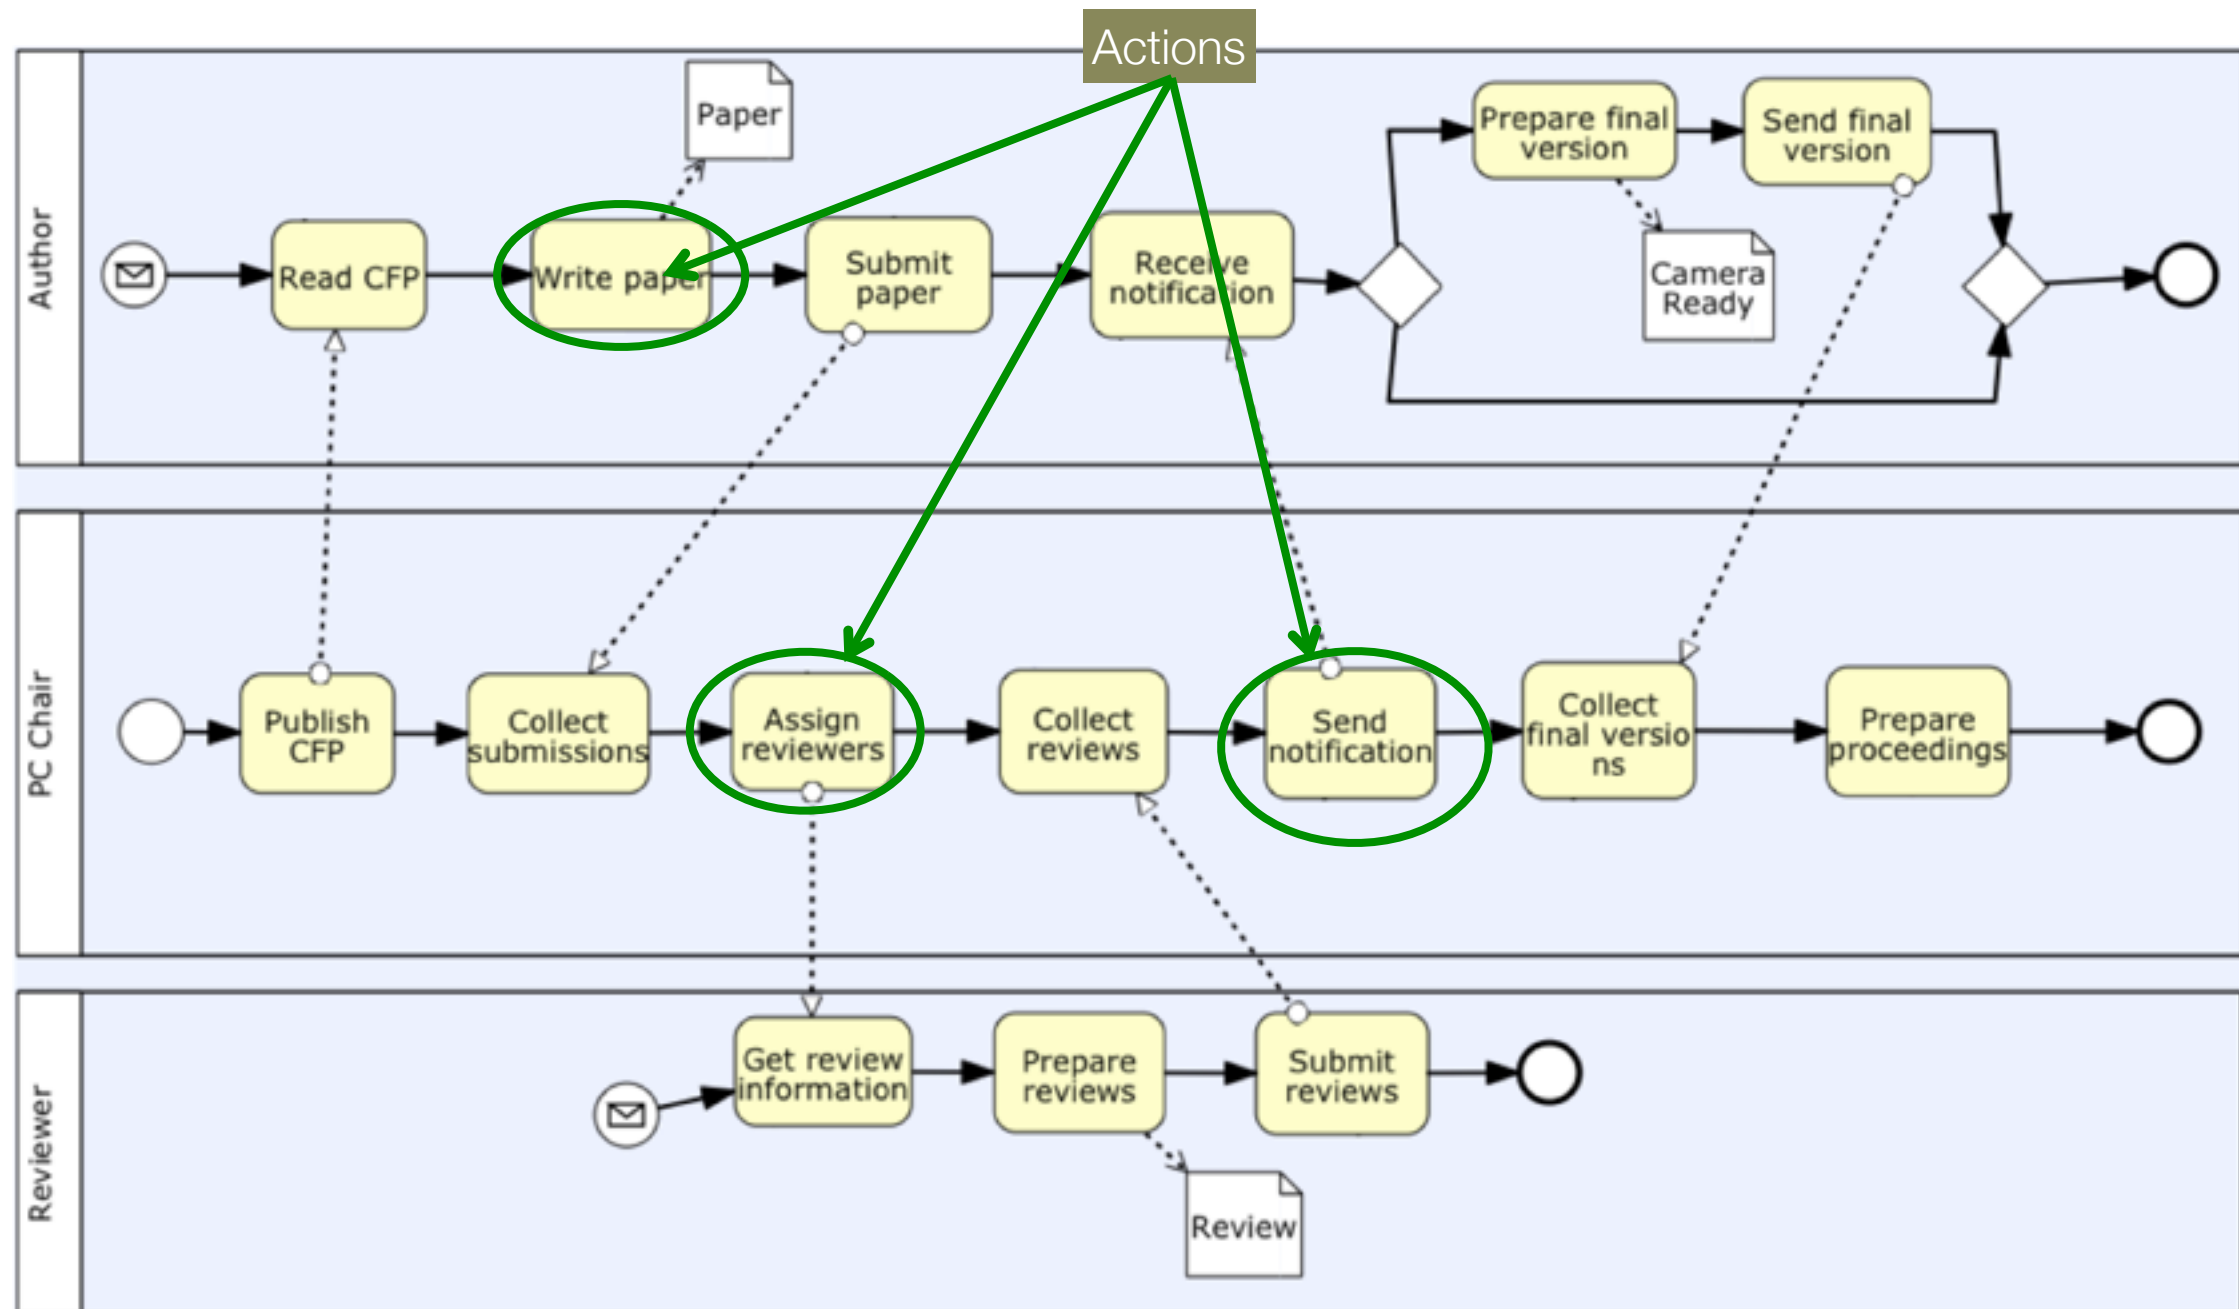 Actions
Author
Paper
Read CFP
Write paper
Submit
paper
Receive
notification
Prepare final
version
Send final
version
Camera
Ready
PC Chair
Publish
CFP
Collect
submissions
Assign
reviewers
Collect
reviews
Send
notification
Collect
final versio
ns
Prepare
proceedings
Reviewer
Get review
information
Prepare
reviews
Submit
reviews
Review